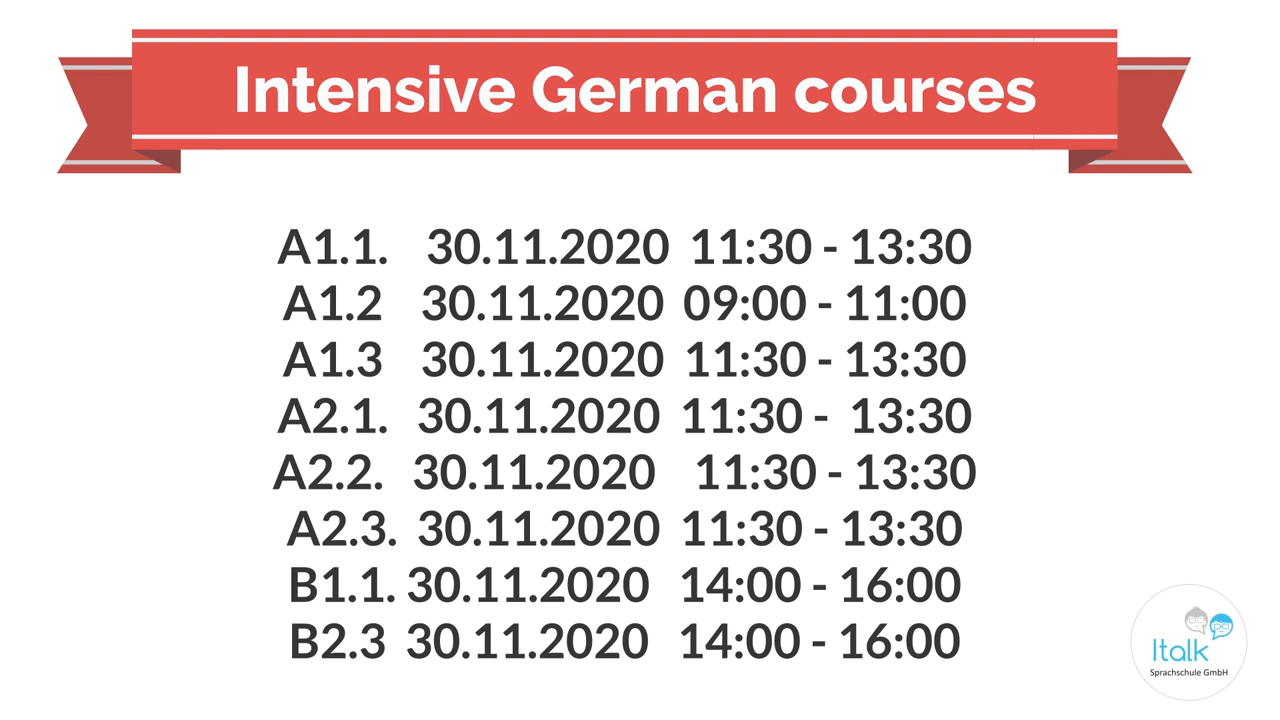 Intensive German courses
A1.1. 30.11.2020 11:30 - 13:30
A1.2 30.11.2020 09:00 - 11:00
A1.3 30.11.2020 11:30 - 13:30
A2.1. 30.11.2020 11:30 - 13:30
A2.2. 30.11.2020 11:30 - 13:30
A2.3. 30.11.2020 11:30 - 13:30
B1.1. 30.11.2020 14:00 - 16:00
B2.3 30.11.2020 14:00 - 16:00
Italk
Sprachschule GmbH